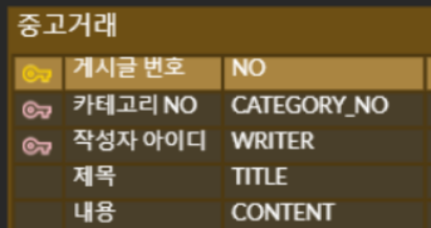 중고거래
게시글 번호 NO
카테고리 NO CATEGORY_NO
작성자 아이디 WRITER
제목 TITLE
내용 CONTENT